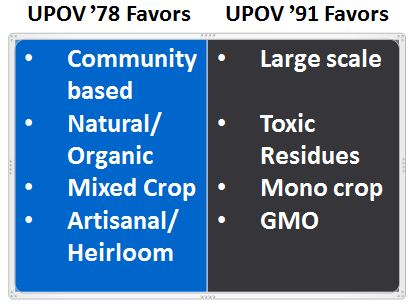 UPOV ’78 Favors
UPOV ’91 Favors
• Community
based
• Natural/
Organic
• Mixed Crop
• Artisanal/
Heirloom
• Large scale
• Toxic
Residues
• Mono crop
• GMO